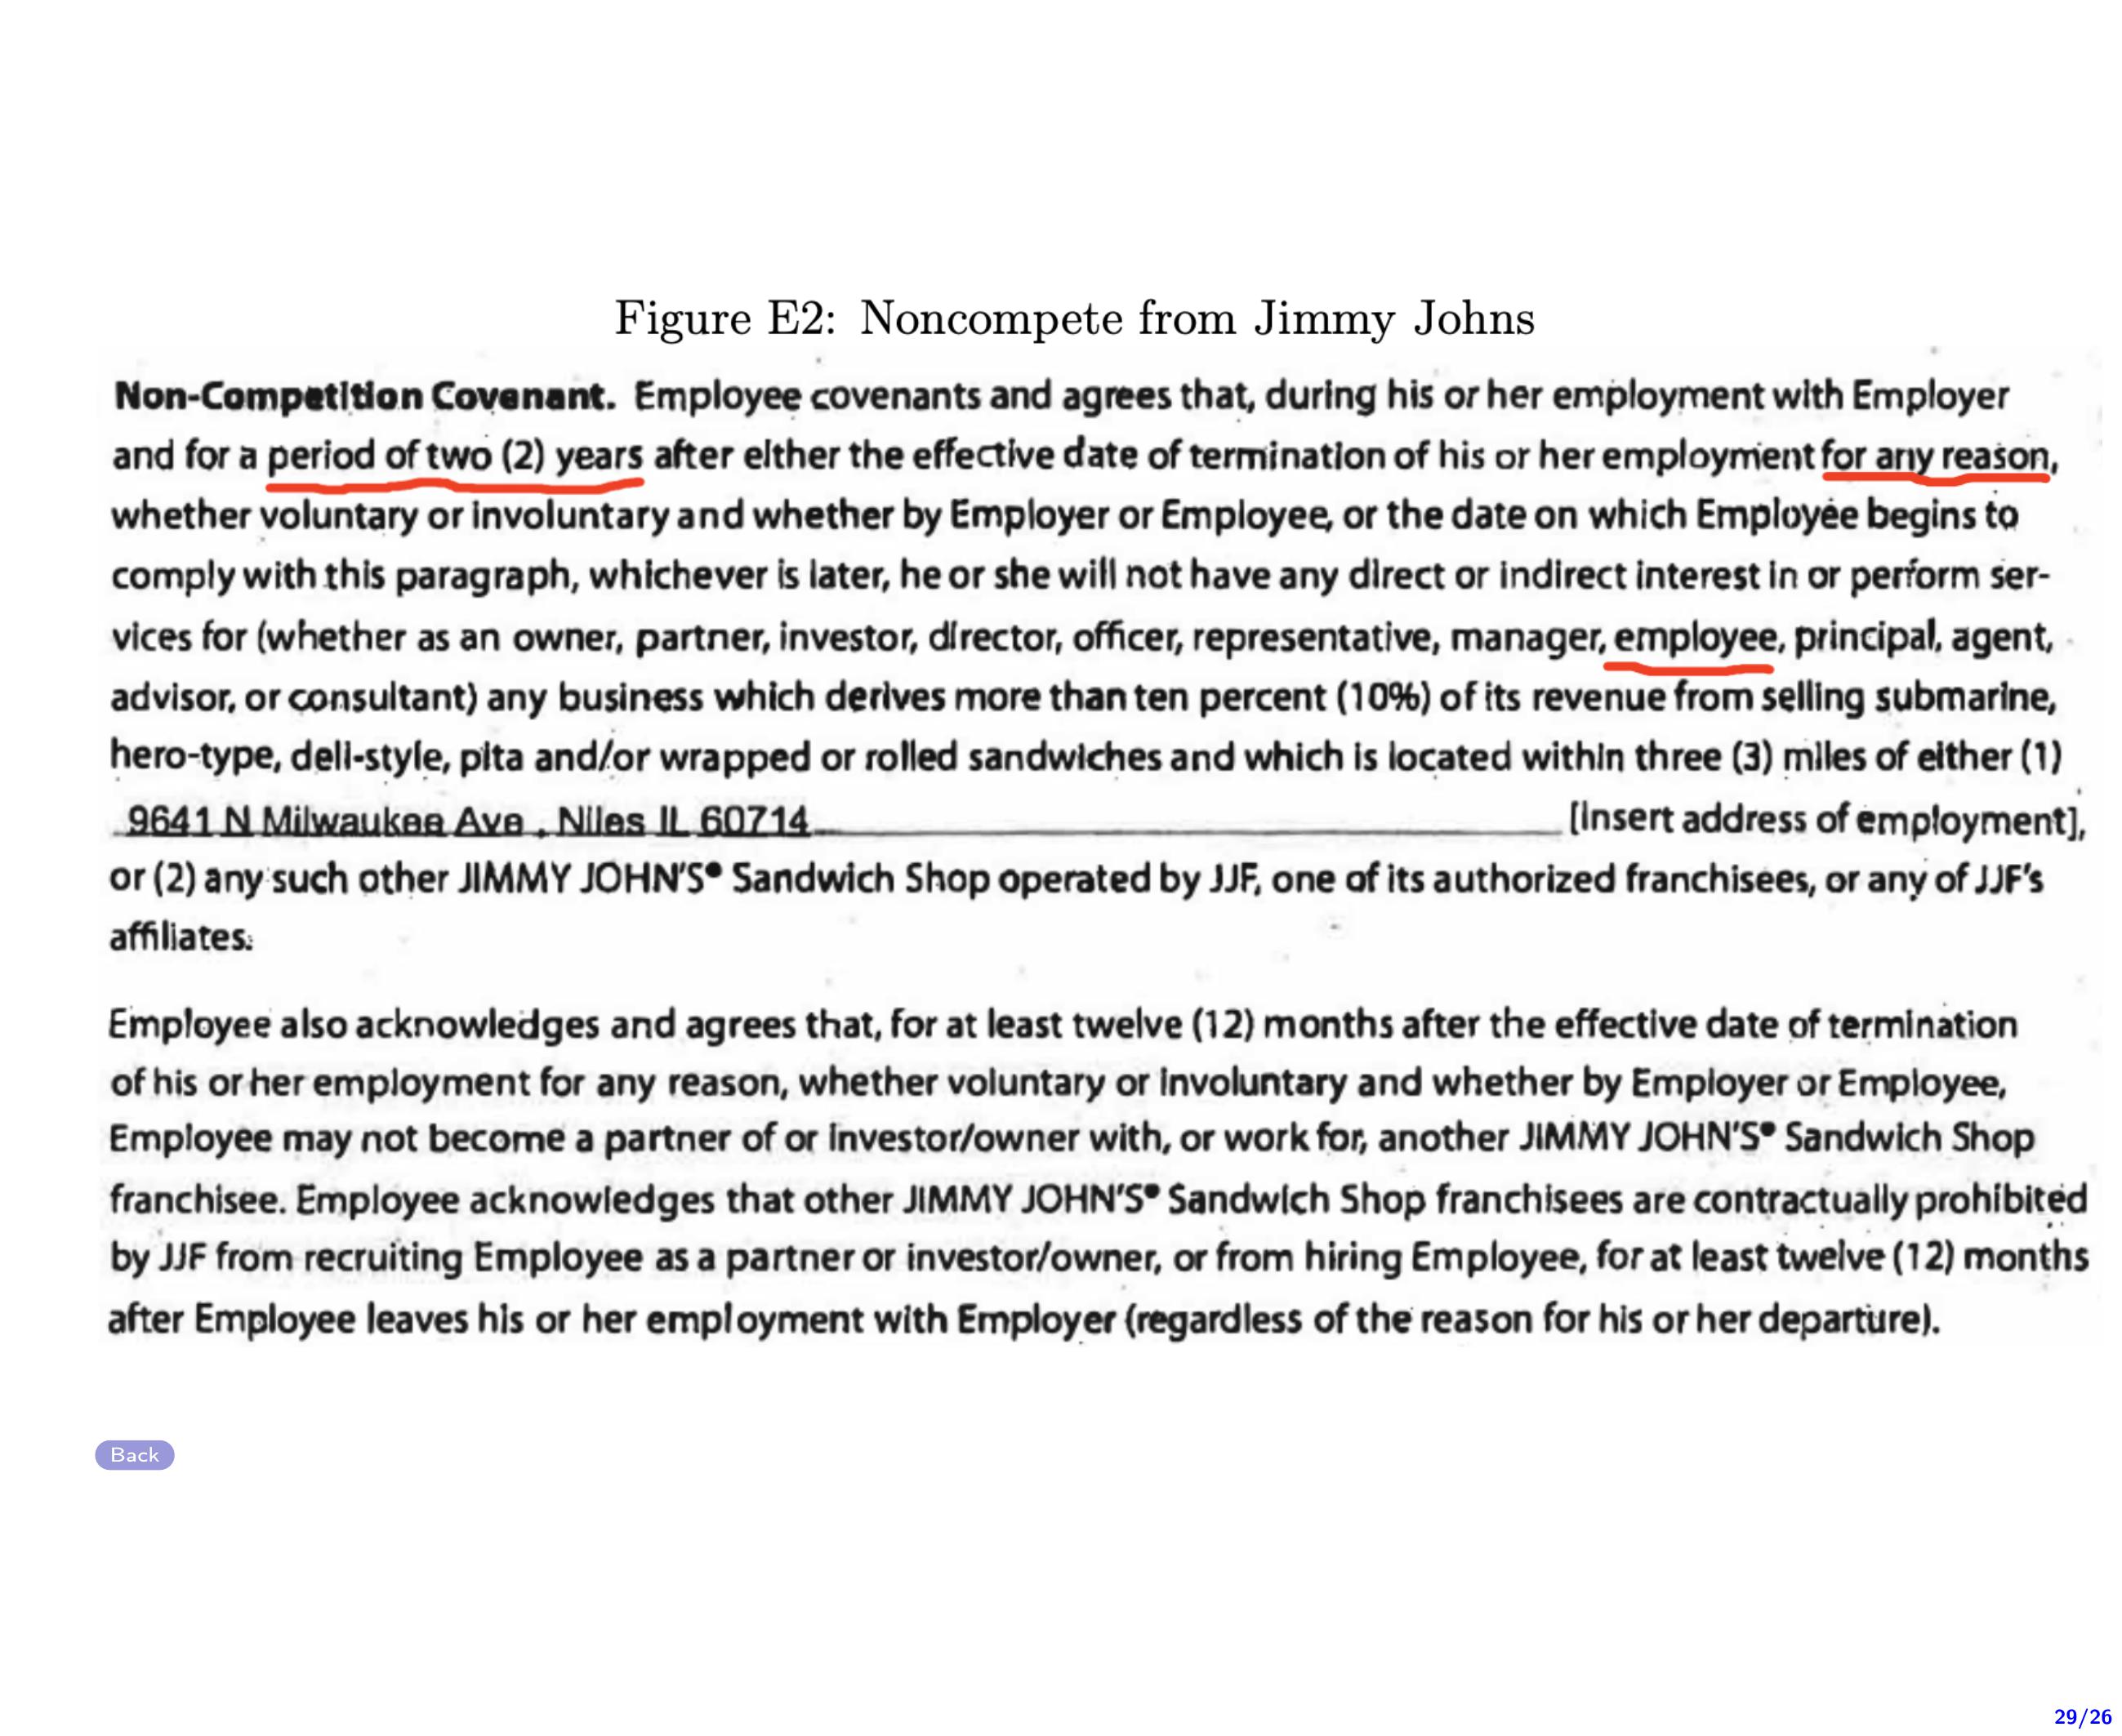 Figure E2: Noncompete from Jimmy Johns
Non-Competition Covenant. Employee covenants and agrees that, during his or her employment with Employer
and for a period of two (2) years after either the effective date of termination of his or her employment for any reason,
whether voluntary or involuntary and whether by Employer or Employee, or the date on which Employee begins to
comply with this paragraph, whichever is later, he or she will not have any direct or indirect interest in or perform ser-
vices for (whether as an owner, partner, investor, director, officer, representative, manager, employee, principal, agent,
advisor, or consultant) any business which derives more than ten percent (10%) of its revenue from selling submarine,
hero-type, deli-style, pita and/or wrapped or rolled sandwiches and which is located within three (3) miles of either (1)
9641 N Milwaukee Ave , Niles IL 60714 [Insert address of employment],
or (2) any such other JIMMY JOHN'S® Sandwich Shop operated by JJF, one of its authorized franchisees, or any of JJF's
affiliates.
Employee also acknowledges and agrees that, for at least twelve (12) months after the effective date of termination
of his or her employment for any reason, whether voluntary or involuntary and whether by Employer or Employee,
Employee may not become a partner of or investor/owner with, or work for, another JIMMY JOHN'S® Sandwich Shop
franchisee. Employee acknowledges that other JIMMY JOHN'S® Sandwich Shop franchisees are contractually prohibited
by JJF from recruiting Employee as a partner or investor/owner, or from hiring Employee, for at least twelve (12) months
after Employee leaves his or her employment with Employer (regardless of the reason for his or her departure).
Back
29/26